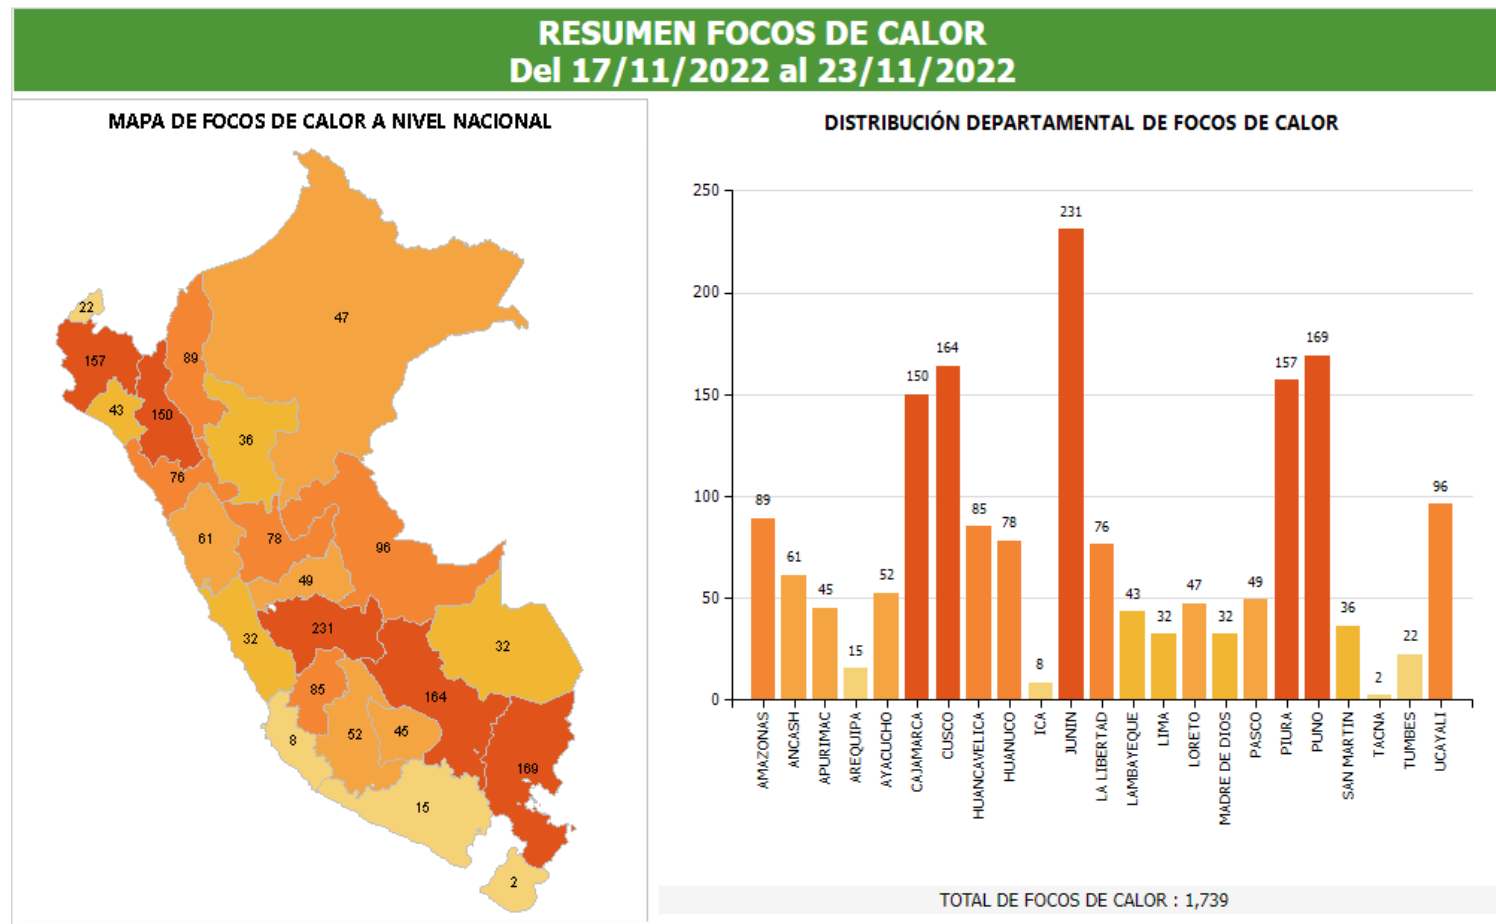 RESUMEN FOCOS DE CALOR
Del 17/11/2022 al 23/11/2022
MAPA DE FOCOS DE CALOR A NIVEL NACIONAL
47
22
157
89
43
150
36
76
61
78
96
49
32
231
32
85
164
8
52
45
169
15
2
DISTRIBUCIÓN DEPARTAMENTAL DE FOCOS DE CALOR
250
200
150
100
50
0
89
61
45
15
52
150
164
85
78
8
231
76
43
32
47
32
49
157
169
36
2
22
96
AMAZONAS
ANCASH
APURIMAC
AREQUIPA
AYACUCHO
CAJAMARCA
CUSCO
HUANCAVELICA
HUANUCO
ICA
JUNIN
LA LIBERTAD
LAMBAYEQUE
LIMA
LORETO
MADRE DE DIOS
PASCO
PIURA
PUNO
SAN MARTIN
TACNA
TUMBES
UCAYALI
TOTAL DE FOCOS DE CALOR : 1,739